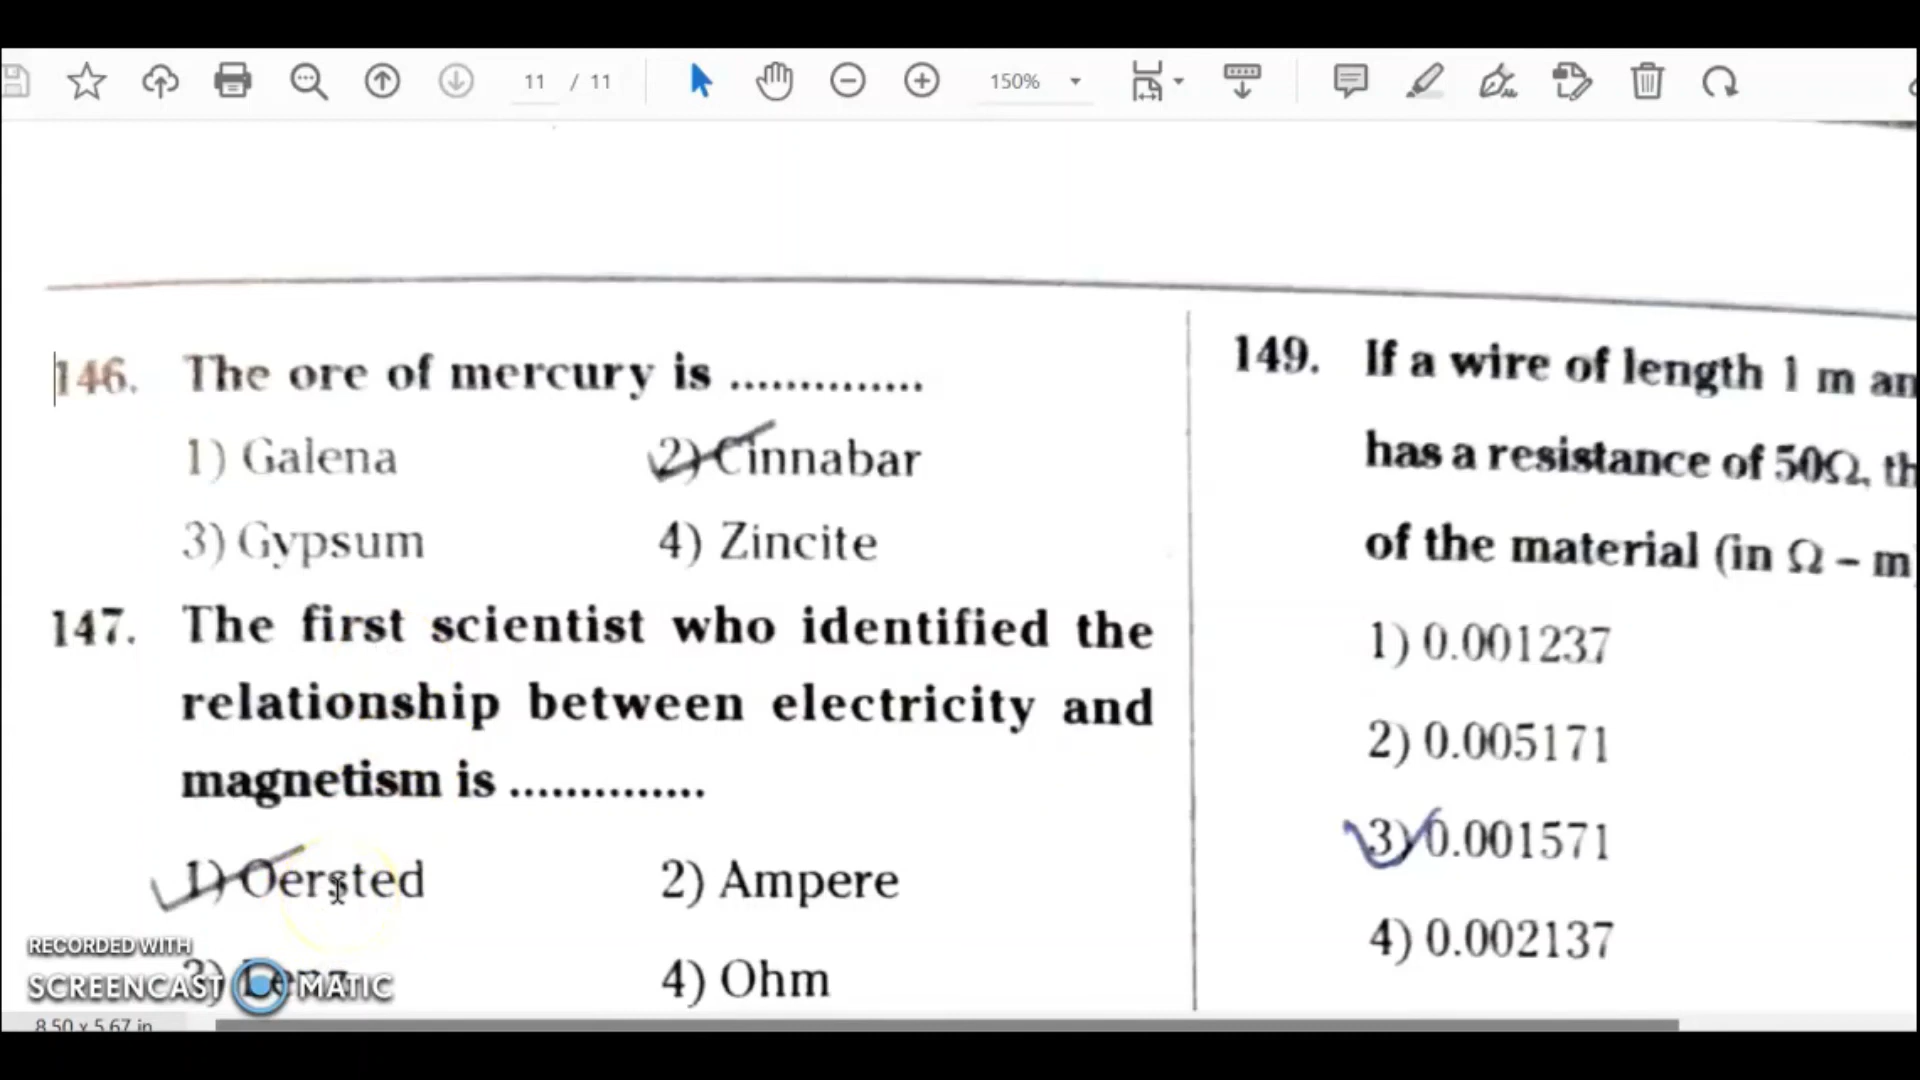 11 / 11
150%
146. The ore of mercury is ..............
1) Galena 2) Cinnabar
3) Gypsum 4) Zincite
147. The first scientist who identified the
relationship between electricity and
magnetism is ..............
1) Oersted 2) Ampere
3) Lenz 4) Ohm
149. If a wire of length 1 m an
has a resistance of 50Ω, th
of the material (in Ω – m
1) 0.001237
2) 0.005171
3) 0.001571
4) 0.002137
RECORDED WITH
SCREENCAST MATIC
8.50 x 5.67 in